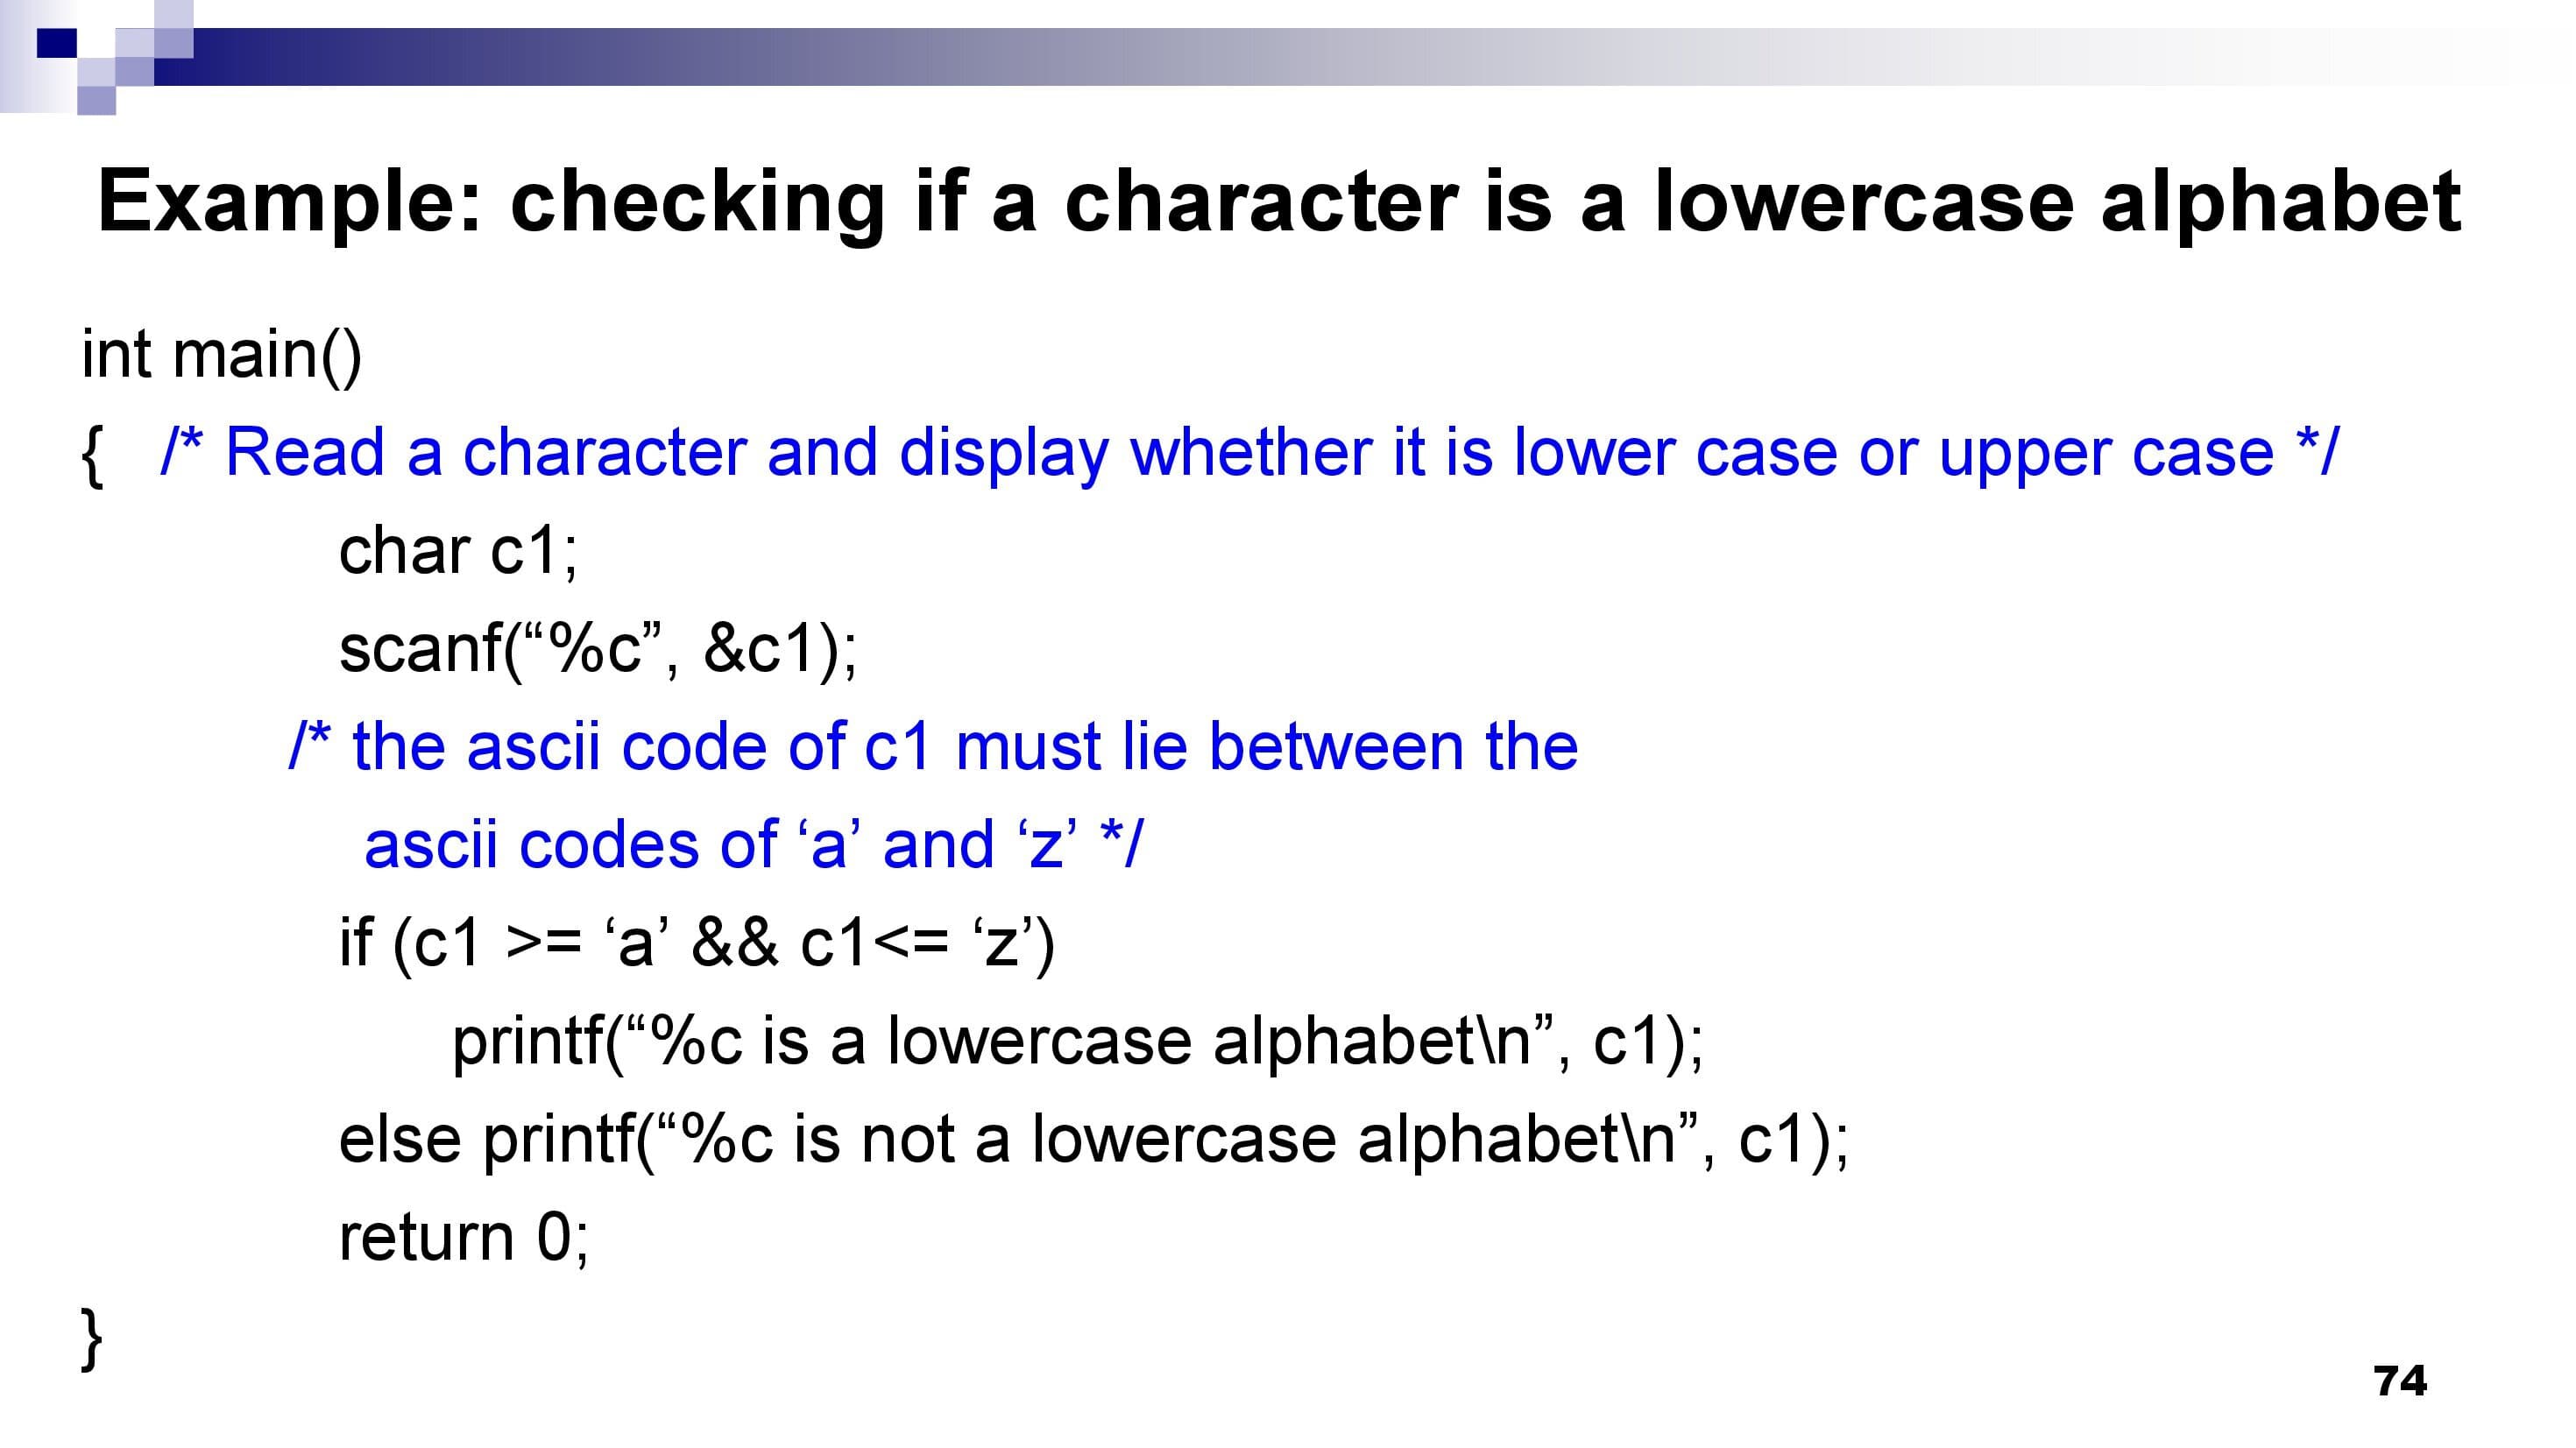 Example: checking if a character is a lowercase alphabet
int main()
{ /* Read a character and display whether it is lower case or upper case */
char c1;
scanf(“%c”, &c1);
/* the ascii code of c1 must lie between the
ascii codes of ‘a’ and ‘z’ */
if (c1 >= ‘a’ && c1<= ‘z’)
printf(“%c is a lowercase alphabet\n”, c1);
else printf(“%c is not a lowercase alphabet\n”, c1);
return 0;
}
74